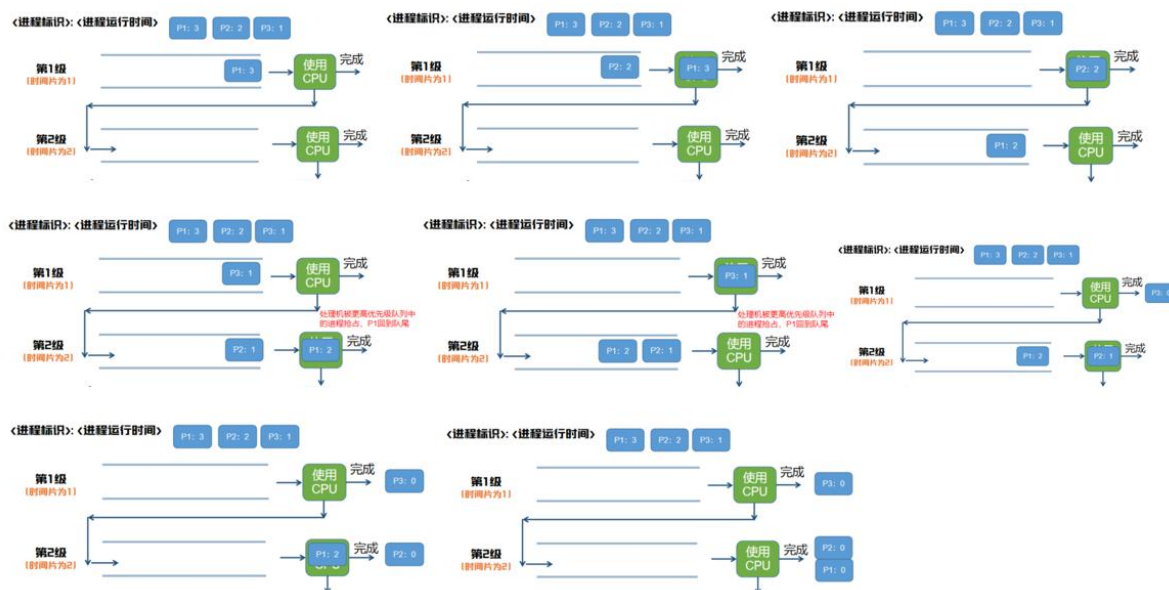 <进程标识>: <进程运行时间> P1: 3 P2: 2 P3: 1
第1级 P1: 3 使用 CPU 完成
(时间片为1)
第2级 使用 CPU 完成
(时间片为2)
<进程标识>: <进程运行时间> P1: 3 P2: 2 P3: 1
第1级 P2: 2 P1: 3 完成
(时间片为1)
第2级 使用 CPU 完成
(时间片为2)
<进程标识>: <进程运行时间> P1: 3 P2: 2 P3: 1
第1级 P2: 2 完成
(时间片为1)
第2级 P1: 2 使用 CPU 完成
(时间片为2)
<进程标识>: <进程运行时间> P1: 3 P2: 2 P3: 1
第1级 P3: 1 使用 CPU 完成
(时间片为1)
处理机被更高优先级队列中
的进程抢占，P1回到队尾
第2级 P2: 1 P1: 2 完成
(时间片为2)
<进程标识>: <进程运行时间> P1: 3 P2: 2 P3: 1
第1级 P3: 1 完成
(时间片为1)
处理机被更高优先级队列中
的进程抢占，P1回到队尾
第2级 P1: 2 P2: 1 使用 CPU 完成
(时间片为2)
<进程标识>: <进程运行时间> P1: 3 P2: 2 P3: 1
第1级 使用 CPU 完成 P3: 0
(时间片为1)
第2级 P1: 2 P2: 1 完成
(时间片为2)
<进程标识>: <进程运行时间> P1: 3 P2: 2 P3: 1
第1级 使用 CPU 完成 P3: 0
(时间片为1)
第2级 P1: 2 完成 P2: 0
(时间片为2)
<进程标识>: <进程运行时间> P1: 3 P2: 2 P3: 1
第1级 使用 CPU 完成 P3: 0
(时间片为1)
第2级 使用 CPU 完成 P2: 0
(时间片为2) P1: 0